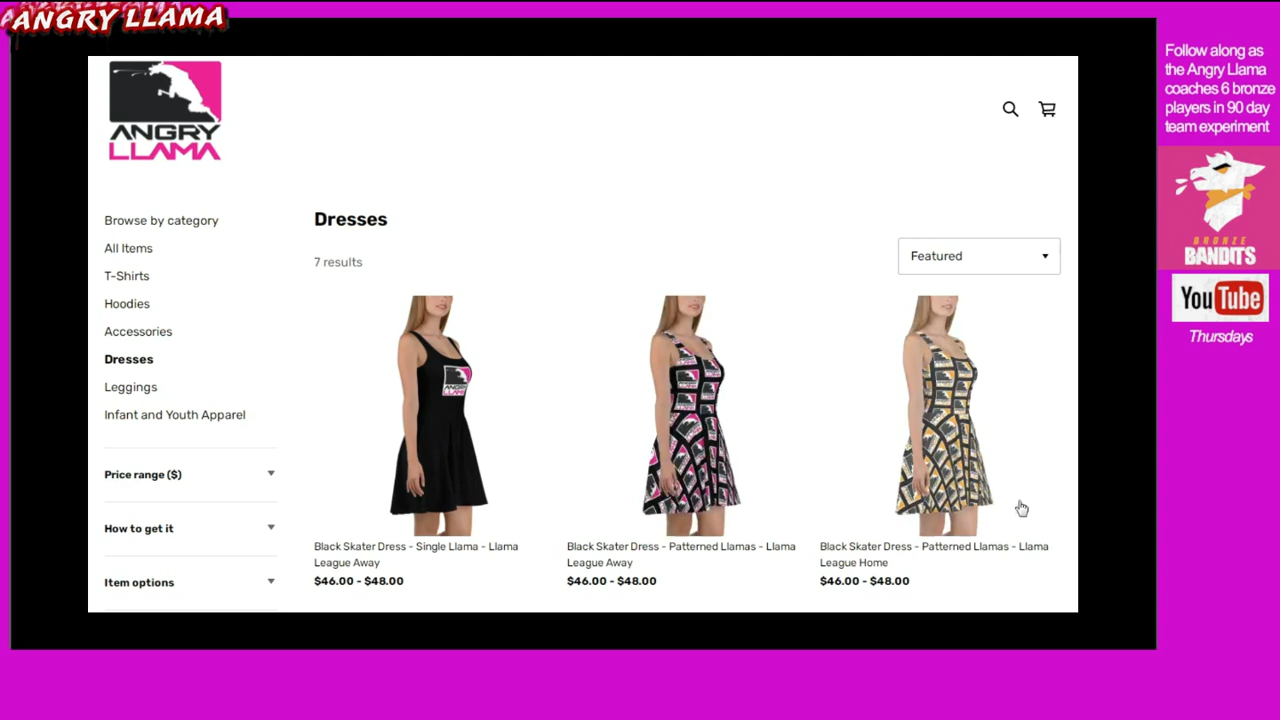 ANGRY LLAMA
Follow along as
the Angry Llama
coaches 6 bronze
players in 90 day
team experiment
BRONZE
BANDITS
YouTube
Thursdays
ANGRY
LLAMA
Browse by category
All Items
T-Shirts
Hoodies
Accessories
Dresses
Leggings
Infant and Youth Apparel
Price range ($)
How to get it
Item options
Dresses
7 results
Featured
ANGRY
LLAMA
Black Skater Dress - Single Llama - Llama
League Away
$46.00 - $48.00
Black Skater Dress - Patterned Llamas - Llama
League Away
$46.00 - $48.00
Black Skater Dress - Patterned Llamas - Llama
League Home
$46.00 - $48.00